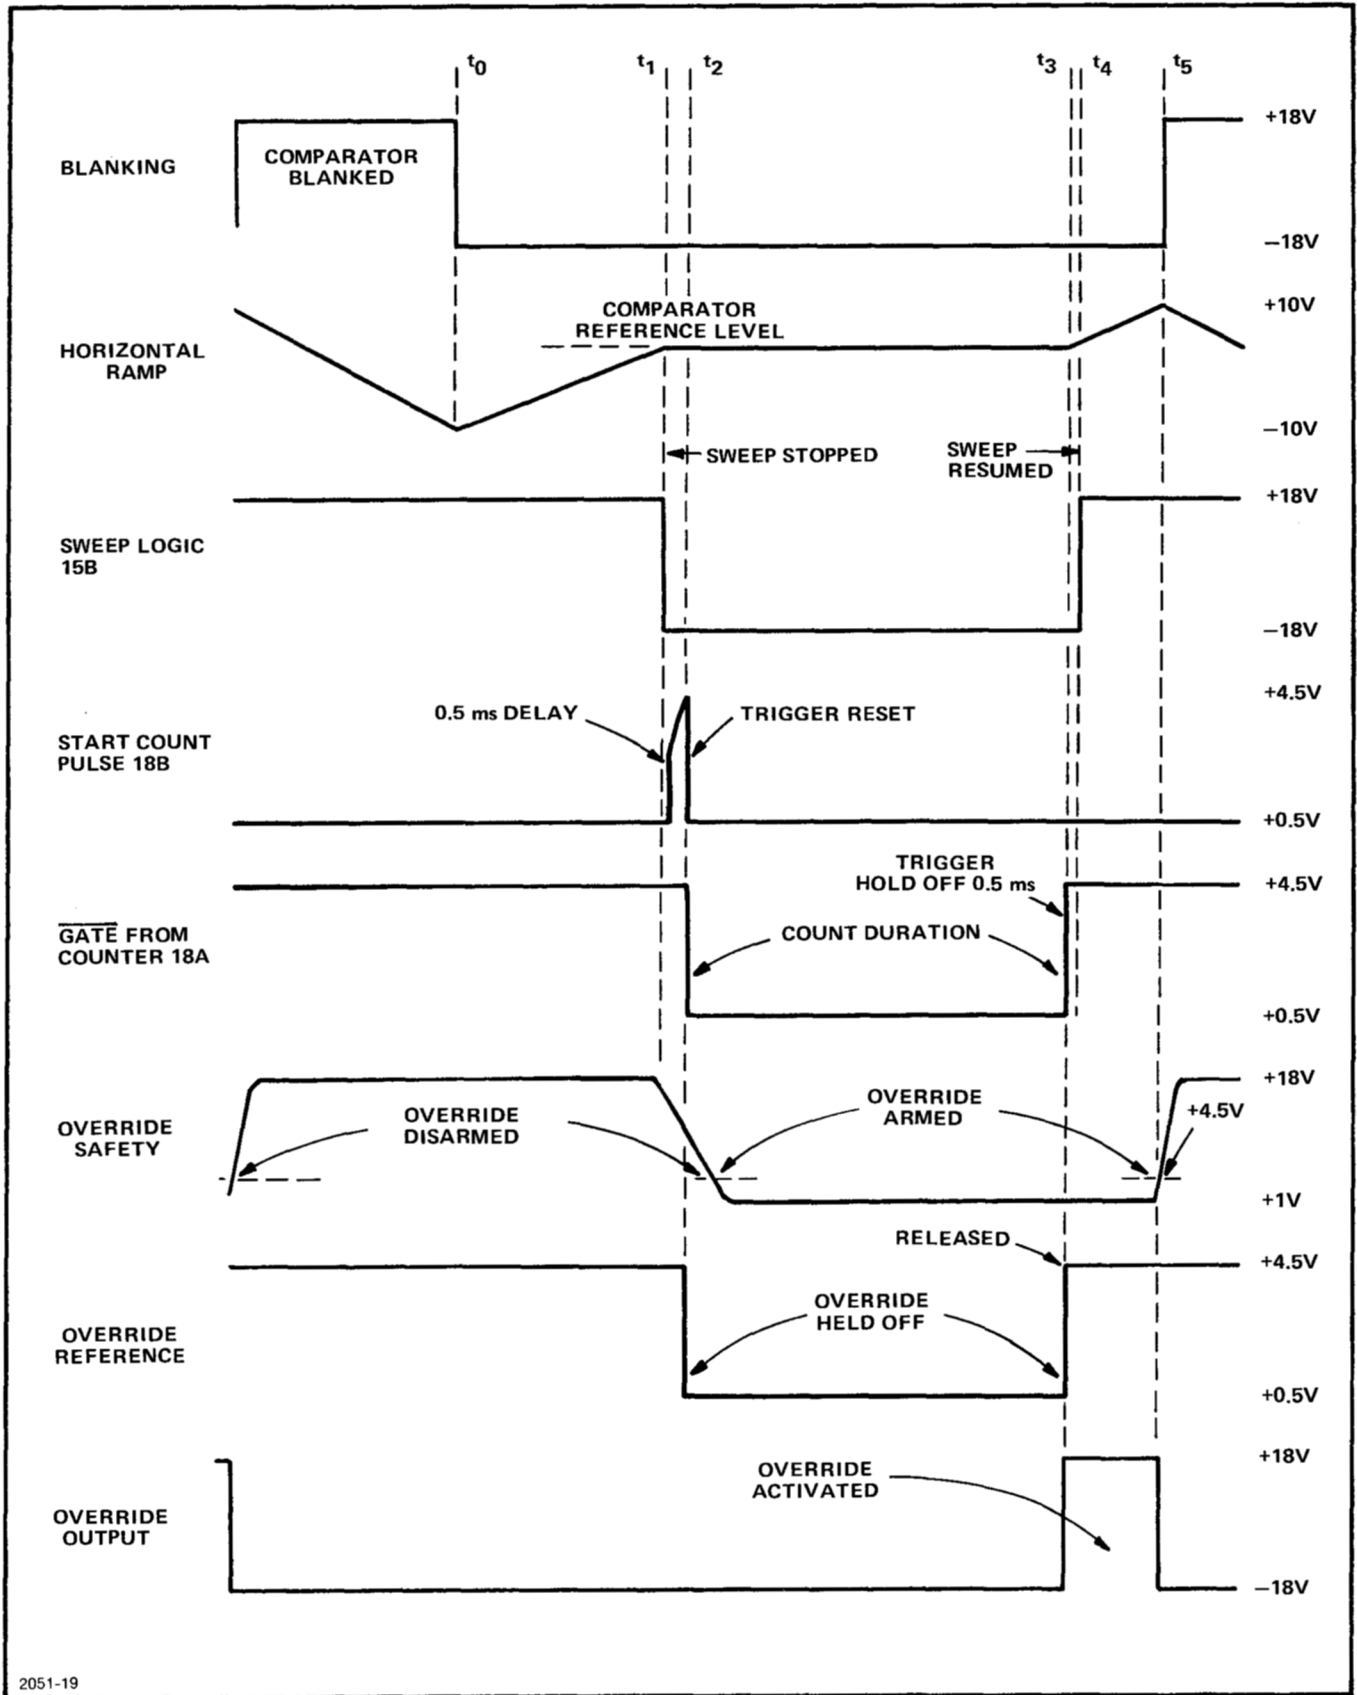 t0 t1 t2 t3 t4 t5
+18V
COMPARATOR
BLANKED
BLANKING
−18V
+10V
COMPARATOR
REFERENCE LEVEL
HORIZONTAL
RAMP
−10V
SWEEP STOPPED
SWEEP
RESUMED
+18V
SWEEP LOGIC
15B
−18V
+4.5V
0.5 ms DELAY
TRIGGER RESET
START COUNT
PULSE 18B
+0.5V
TRIGGER
HOLD OFF 0.5 ms
+4.5V
GATE FROM
COUNTER 18A
COUNT DURATION
+0.5V
+18V
OVERRIDE
ARMED
+4.5V
OVERRIDE
DISARMED
OVERRIDE
SAFETY
+1V
RELEASED
+4.5V
OVERRIDE
HELD OFF
OVERRIDE
REFERENCE
+0.5V
+18V
OVERRIDE
ACTIVATED
OVERRIDE
OUTPUT
−18V
2051-19